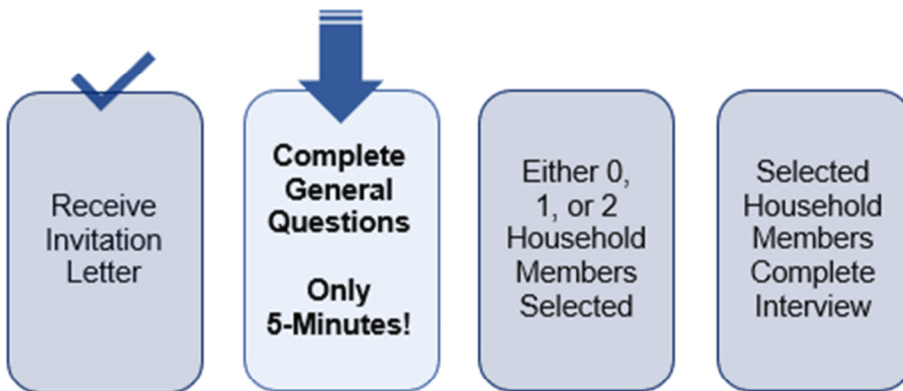 Receive
Invitation
Letter
Complete
General
Questions
Only
5-Minutes!
Either 0,
1, or 2
Household
Members
Selected
Selected
Household
Members
Complete
Interview